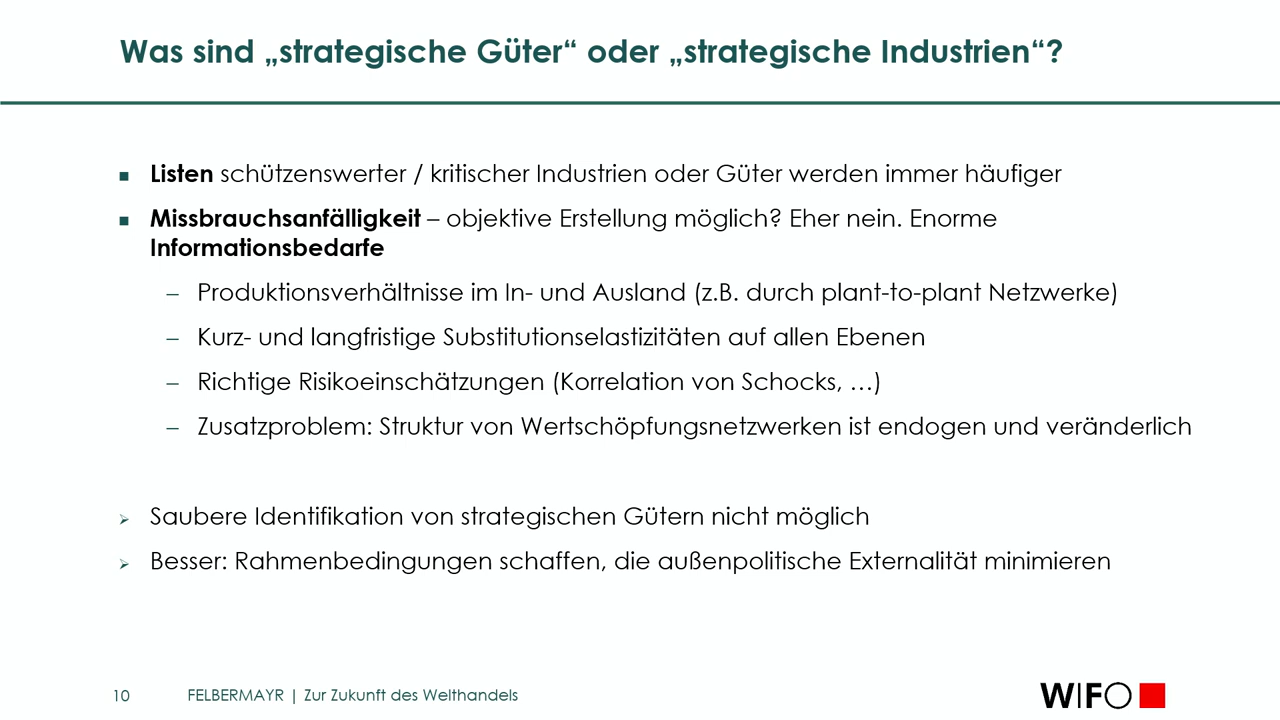 Was sind „strategische Güter“ oder „strategische Industrien“?
Listen schützenswerter / kritischer Industrien oder Güter werden immer häufiger
Missbrauchsanfälligkeit – objektive Erstellung möglich? Eher nein. Enorme
Informationsbedarfe
– Produktionsverhältnisse im In- und Ausland (z.B. durch plant-to-plant Netzwerke)
– Kurz- und langfristige Substitutionselastizitäten auf allen Ebenen
– Richtige Risikoeinschätzungen (Korrelation von Schocks, …)
– Zusatzproblem: Struktur von Wertschöpfungsnetzwerken ist endogen und veränderlich
Saubere Identifikation von strategischen Gütern nicht möglich
Besser: Rahmenbedingungen schaffen, die außenpolitische Externalität minimieren
10 FELBERMAYR | Zur Zukunft des Welthandels
WIFO